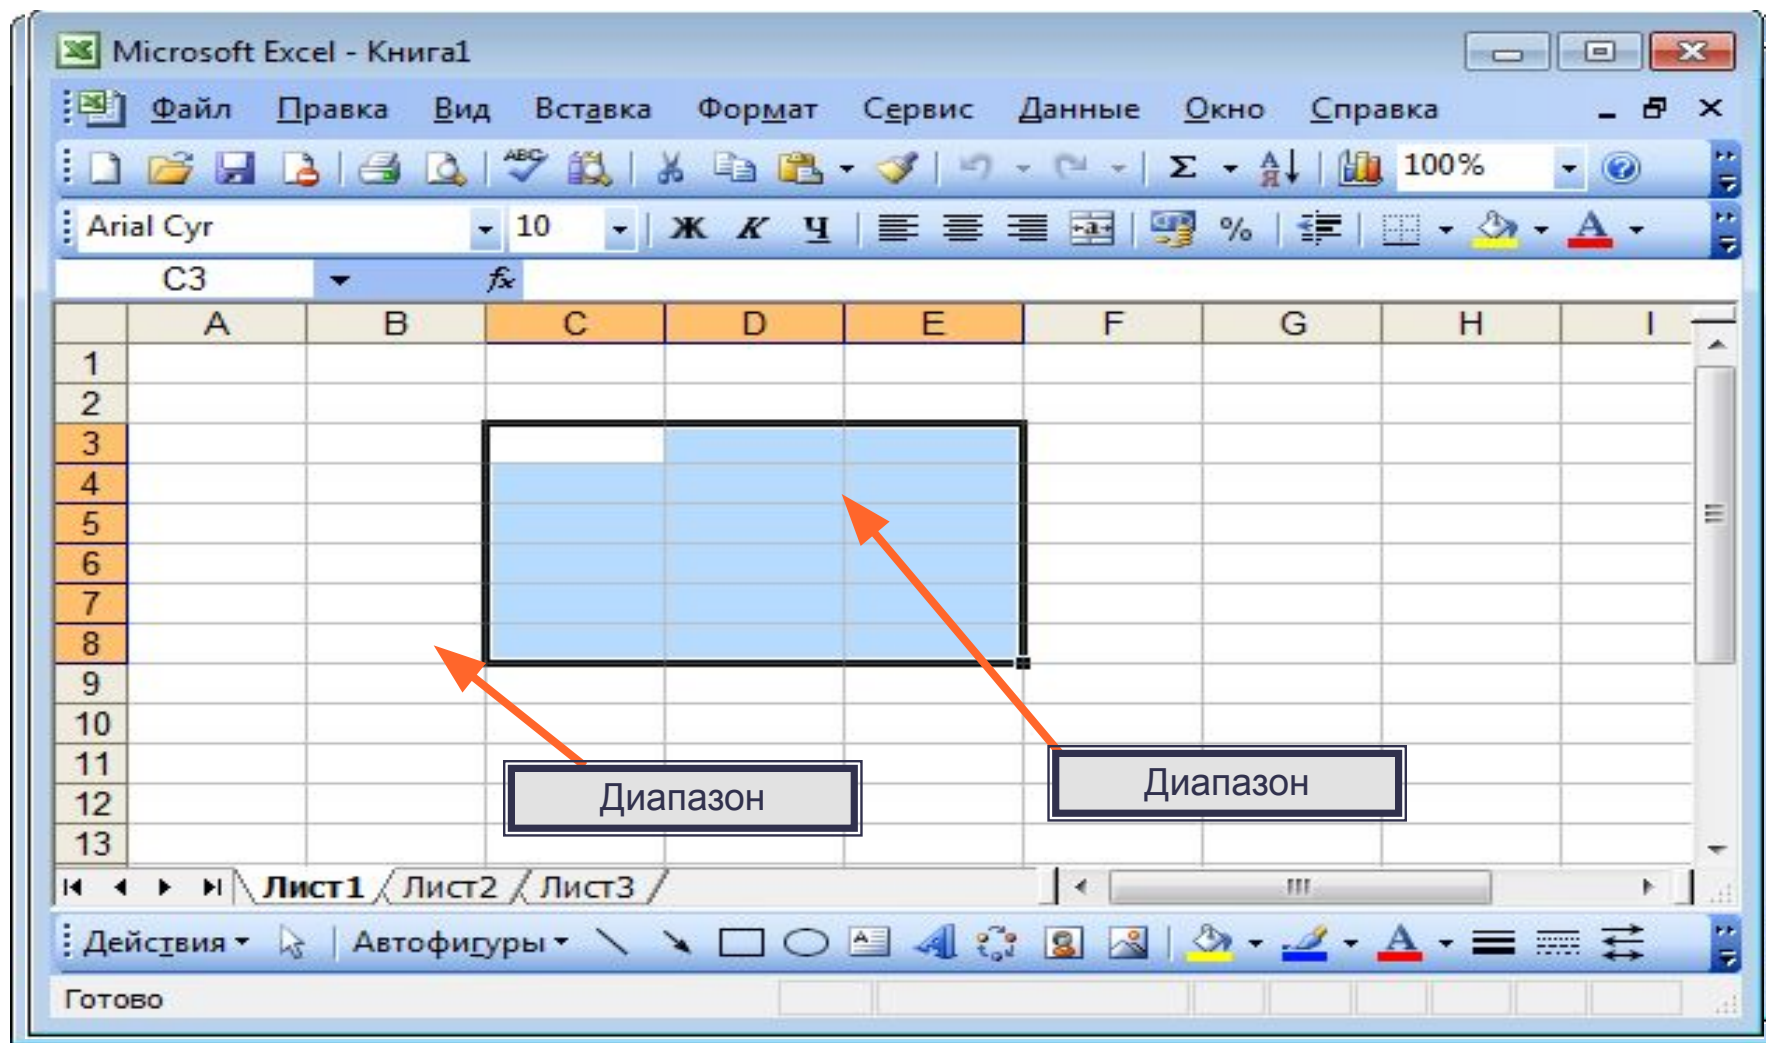 Microsoft Excel - Книга1
Файл Правка Вид Вставка Формат Сервис Данные Окно Справка
ABC Σ А Я 100% ?
Arial Cyr 10 Ж К Ч a % A
C3 fx
A B C D E F G H I
1
2
3
4
5
6
7
8
9
10
11
12
13
Диапазон
Диапазон
Лист1 Лист2 Лист3
Действия Автофигуры A A A
Готово